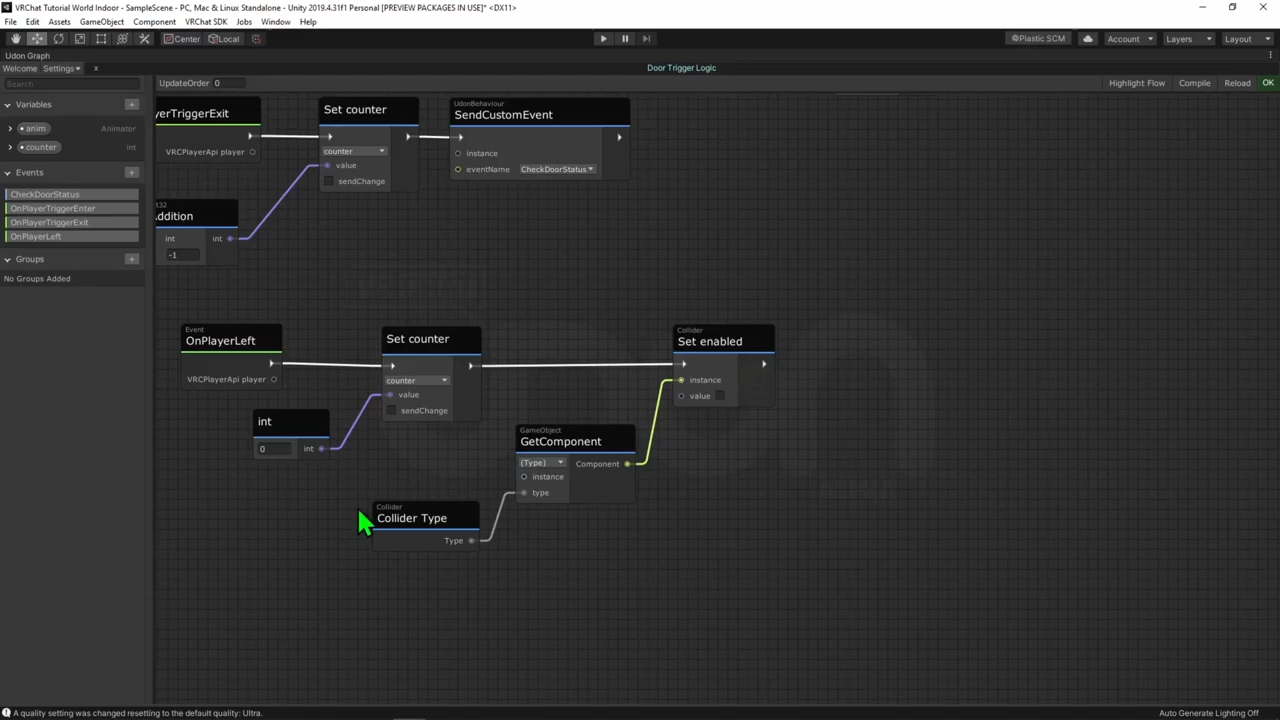 VRChat Tutorial World Indoor - SampleScene - PC, Mac & Linux Standalone - Unity 2019.4.31f1 Personal [PREVIEW PACKAGES IN USE]* <DX11>
File Edit Assets GameObject Component VRChat SDK Jobs Window Help
Center Local Plastic SCM Account Layers Layout
Udon Graph
Welcome Settings x Door Trigger Logic
Search UpdateOrder 0 Highlight Flow Compile Reload OK
Variables +
anim Animator
counter int
Events +
CheckDoorStatus
OnPlayerTriggerEnter
OnPlayerTriggerExit
OnPlayerLeft
Groups +
No Groups Added
yerTriggerExit
VRCPlayerApi player
Set counter
counter
value
sendChange
UdonBehaviour
SendCustomEvent
instance
eventName CheckDoorStatus
t32
ddition
int int
-1
Event
OnPlayerLeft
VRCPlayerApi player
Set counter
counter
value
sendChange
Collider
Set enabled
instance
value
int
0 int
GameObject
GetComponent
(Type) Component
instance
type
Collider
Collider Type
Type
A quality setting was changed resetting to the default quality: Ultra. Auto Generate Lighting Off